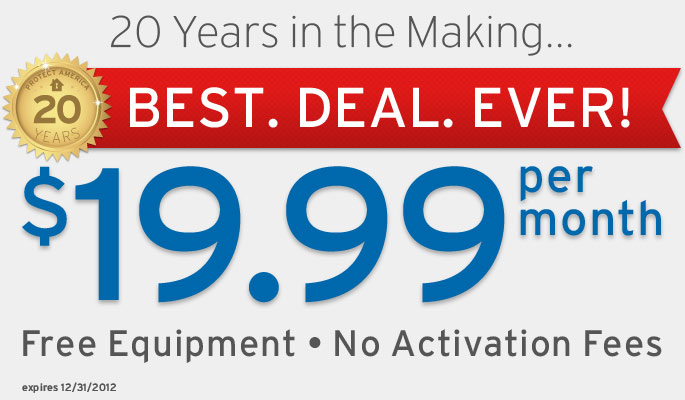 20 Years in the Making...
PROTECT AMERICA
20
YEARS
BEST. DEAL. EVER!
$19.99 per month
Free Equipment • No Activation Fees
expires 12/31/2012